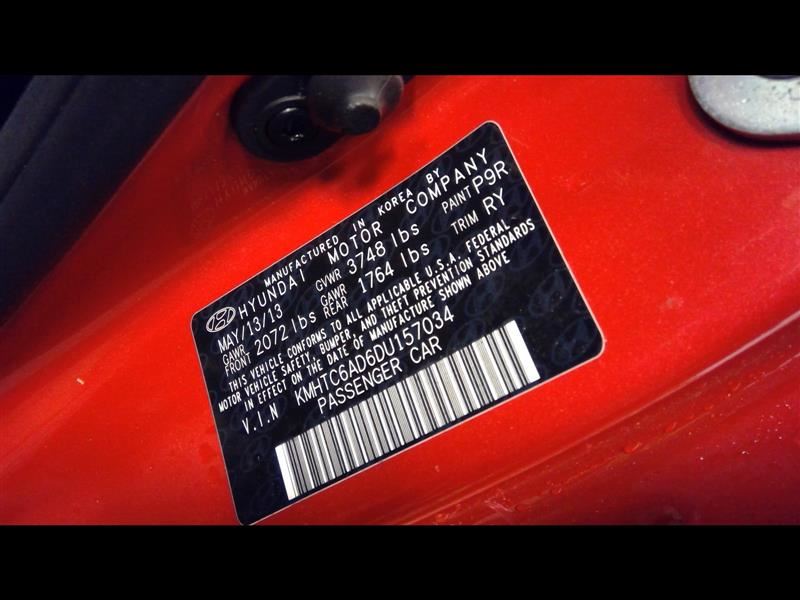 MANUFACTURED IN KOREA BY
HYUNDAI MOTOR COMPANY
MAY/13/13 GVWR 3748 lbs PAINT P9R
GAWR FRONT 2072 lbs GAWR REAR 1764 lbs TRIM RY
THIS VEHICLE CONFORMS TO ALL APPLICABLE U.S.A. FEDERAL
MOTOR VEHICLE SAFETY, BUMPER, AND THEFT PREVENTION STANDARDS
IN EFFECT ON THE DATE OF MANUFACTURE SHOWN ABOVE
V.I.N KMHTC6AD6DU157034
PASSENGER CAR